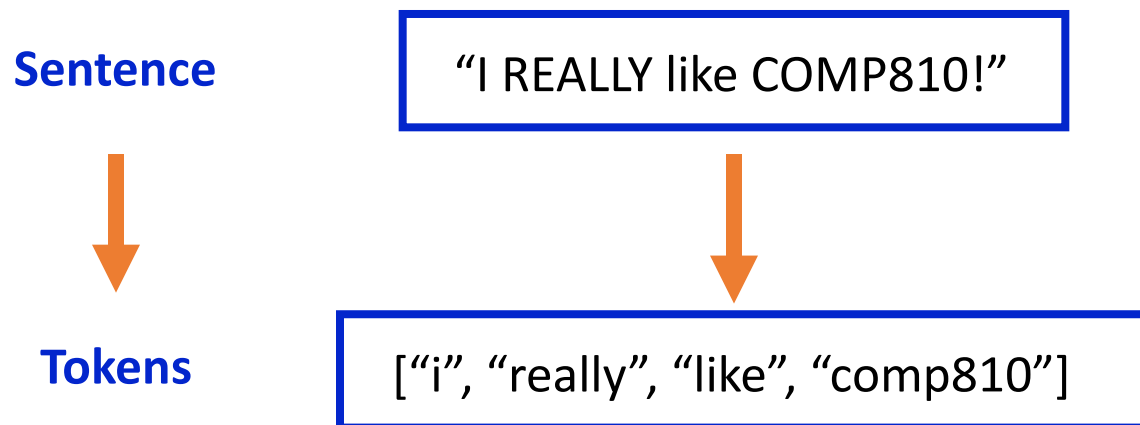 Sentence
“I REALLY like COMP810!”
Tokens
[“i”, “really”, “like”, “comp810”]